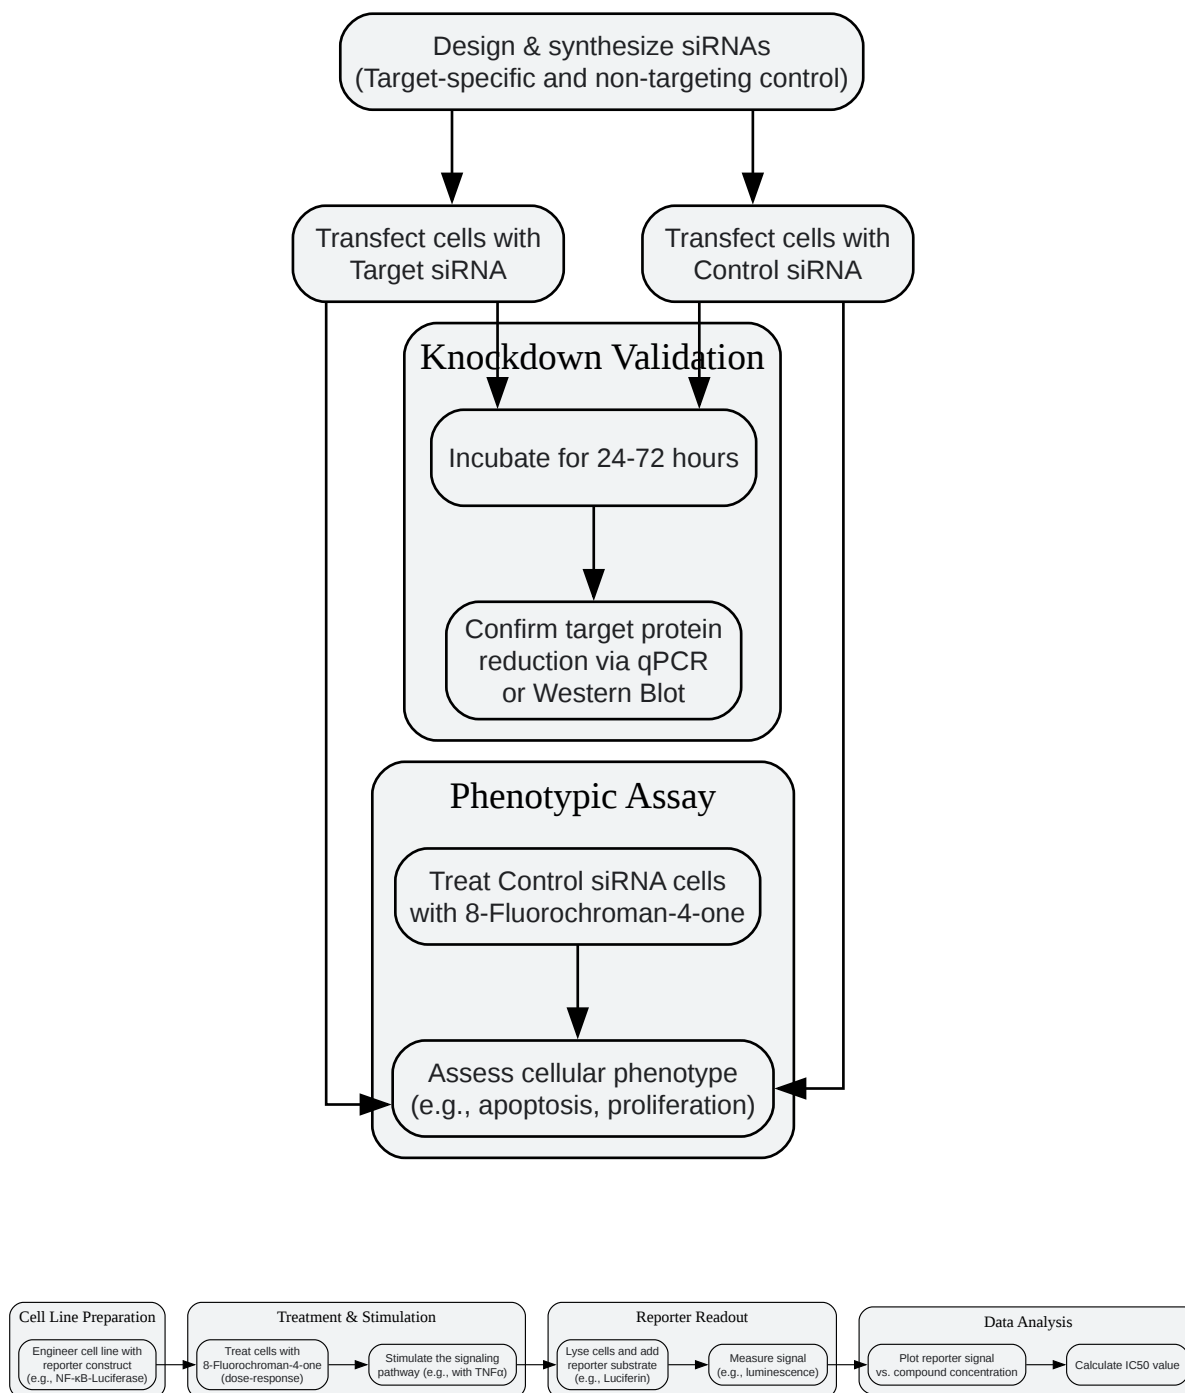 Design & synthesize siRNAs
(Target-specific and non-targeting control)
Transfect cells with
Target siRNA
Transfect cells with
Control siRNA
Knockdown Validation
Incubate for 24-72 hours
Confirm target protein
reduction via qPCR
or Western Blot
Phenotypic Assay
Treat Control siRNA cells
with 8-Fluorochroman-4-one
Assess cellular phenotype
(e.g., apoptosis, proliferation)
Cell Line Preparation
Engineer cell line with
reporter construct
(e.g., NF-κB-Luciferase)
Treatment & Stimulation
Treat cells with
8-Fluorochroman-4-one
(dose-response)
Stimulate the signaling
pathway (e.g., with TNFα)
Reporter Readout
Lyse cells and add
reporter substrate
(e.g., Luciferin)
Measure signal
(e.g., luminescence)
Data Analysis
Plot reporter signal
vs. compound concentration
Calculate IC50 value